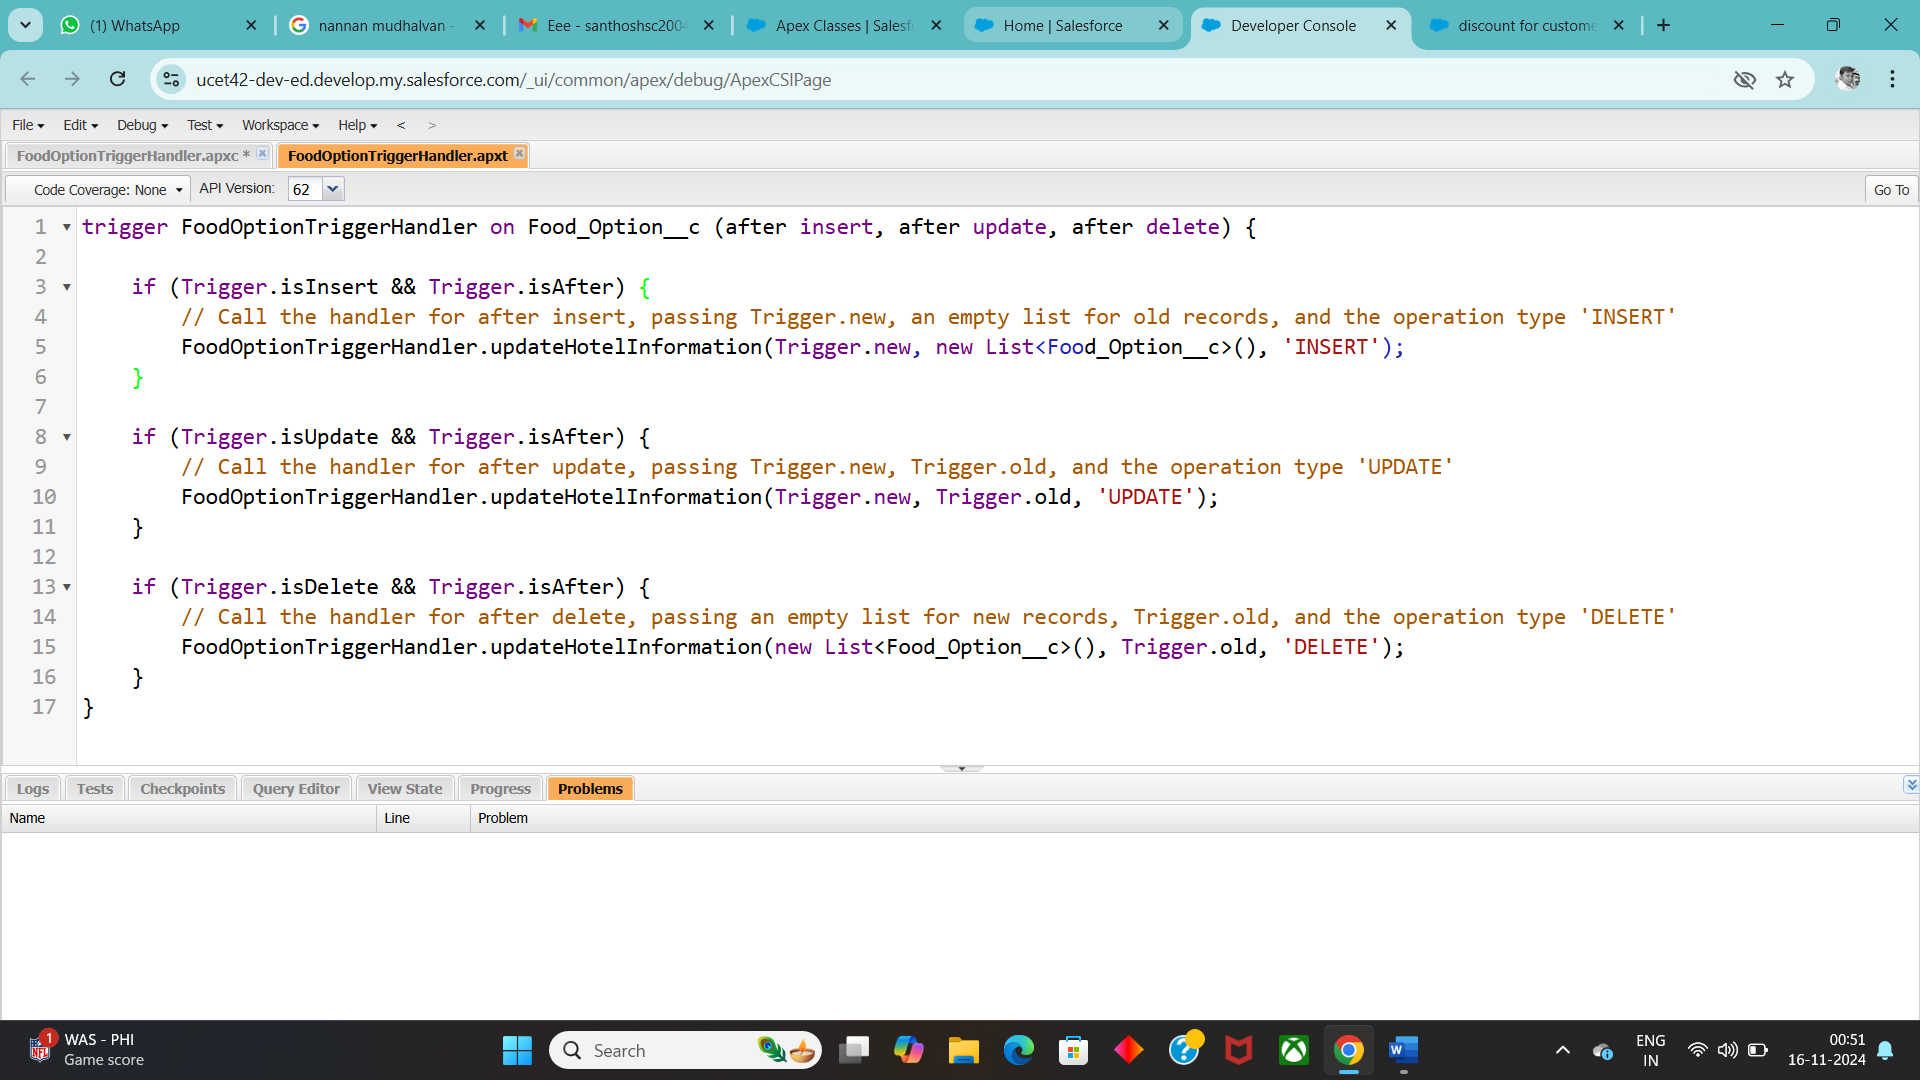 (1) WhatsApp
nannan mudhalvan -
Eee - santhoshsc2004
Apex Classes | Salesfo
Home | Salesforce
Developer Console
discount for custome
ucet42-dev-ed.develop.my.salesforce.com/_ui/common/apex/debug/ApexCSIPage
File Edit Debug Test Workspace Help < >
FoodOptionTriggerHandler.apxc * FoodOptionTriggerHandler.apxt
Code Coverage: None API Version: 62 Go To
1 trigger FoodOptionTriggerHandler on Food_Option__c (after insert, after update, after delete) {
2
3 if (Trigger.isInsert && Trigger.isAfter) {
4 // Call the handler for after insert, passing Trigger.new, an empty list for old records, and the operation type 'INSERT'
5 FoodOptionTriggerHandler.updateHotelInformation(Trigger.new, new List<Food_Option__c>(), 'INSERT');
6 }
7
8 if (Trigger.isUpdate && Trigger.isAfter) {
9 // Call the handler for after update, passing Trigger.new, Trigger.old, and the operation type 'UPDATE'
10 FoodOptionTriggerHandler.updateHotelInformation(Trigger.new, Trigger.old, 'UPDATE');
11 }
12
13 if (Trigger.isDelete && Trigger.isAfter) {
14 // Call the handler for after delete, passing an empty list for new records, Trigger.old, and the operation type 'DELETE'
15 FoodOptionTriggerHandler.updateHotelInformation(new List<Food_Option__c>(), Trigger.old, 'DELETE');
16 }
17 }
Logs Tests Checkpoints Query Editor View State Progress Problems
Name Line Problem
1 WAS - PHI
Game score
Search
ENG
IN
00:51
16-11-2024